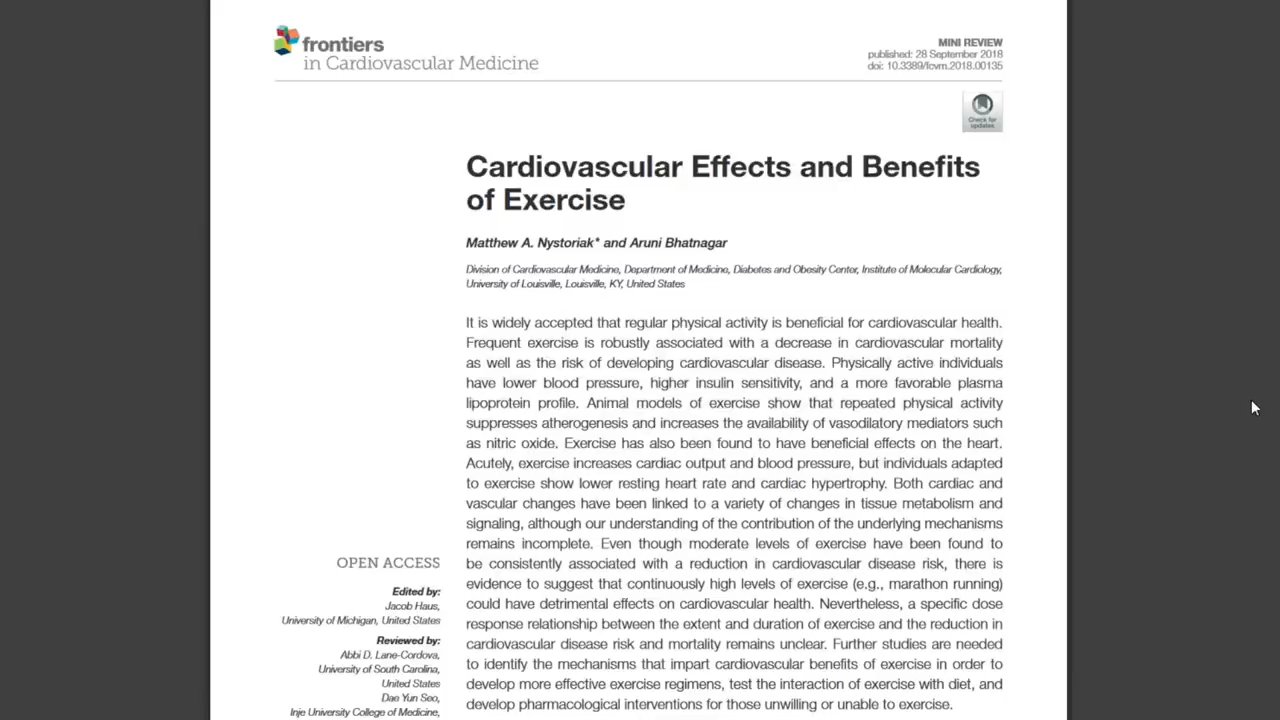 frontiers
in Cardiovascular Medicine
MINI REVIEW
published: 28 September 2018
doi: 10.3389/fcvm.2018.00135
Check for
updates
Cardiovascular Effects and Benefits
of Exercise
Matthew A. Nystoriak* and Aruni Bhatnagar
Division of Cardiovascular Medicine, Department of Medicine, Diabetes and Obesity Center, Institute of Molecular Cardiology,
University of Louisville, Louisville, KY, United States
It is widely accepted that regular physical activity is beneficial for cardiovascular health.
Frequent exercise is robustly associated with a decrease in cardiovascular mortality
as well as the risk of developing cardiovascular disease. Physically active individuals
have lower blood pressure, higher insulin sensitivity, and a more favorable plasma
lipoprotein profile. Animal models of exercise show that repeated physical activity
suppresses atherogenesis and increases the availability of vasodilatory mediators such
as nitric oxide. Exercise has also been found to have beneficial effects on the heart.
Acutely, exercise increases cardiac output and blood pressure, but individuals adapted
to exercise show lower resting heart rate and cardiac hypertrophy. Both cardiac and
vascular changes have been linked to a variety of changes in tissue metabolism and
signaling, although our understanding of the contribution of the underlying mechanisms
remains incomplete. Even though moderate levels of exercise have been found to
be consistently associated with a reduction in cardiovascular disease risk, there is
evidence to suggest that continuously high levels of exercise (e.g., marathon running)
could have detrimental effects on cardiovascular health. Nevertheless, a specific dose
response relationship between the extent and duration of exercise and the reduction in
cardiovascular disease risk and mortality remains unclear. Further studies are needed
to identify the mechanisms that impart cardiovascular benefits of exercise in order to
develop more effective exercise regimens, test the interaction of exercise with diet, and
develop pharmacological interventions for those unwilling or unable to exercise.
OPEN ACCESS
Edited by:
Jacob Haus,
University of Michigan, United States
Reviewed by:
Abbi D. Lane-Cordova,
University of South Carolina,
United States
Dae Yun Seo,
Inje University College of Medicine,